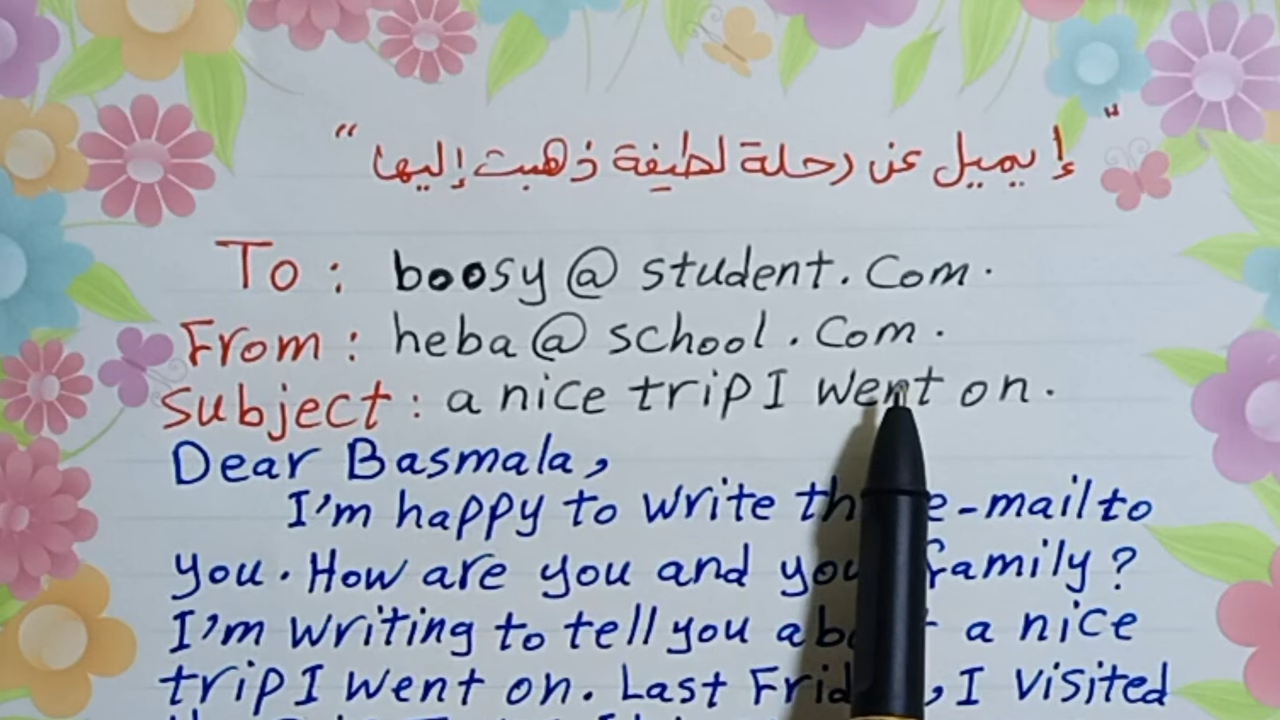 "إيميل عن رحلة لطيفة ذهبت إليها"
To : boosy@student.Com.
From : heba@school.Com.
Subject : a nice trip I went on.
Dear Basmala,
I'm happy to write e-mail to
you. How are you and family?
I'm writing to tell you a nice
trip I went on. Last , I visited